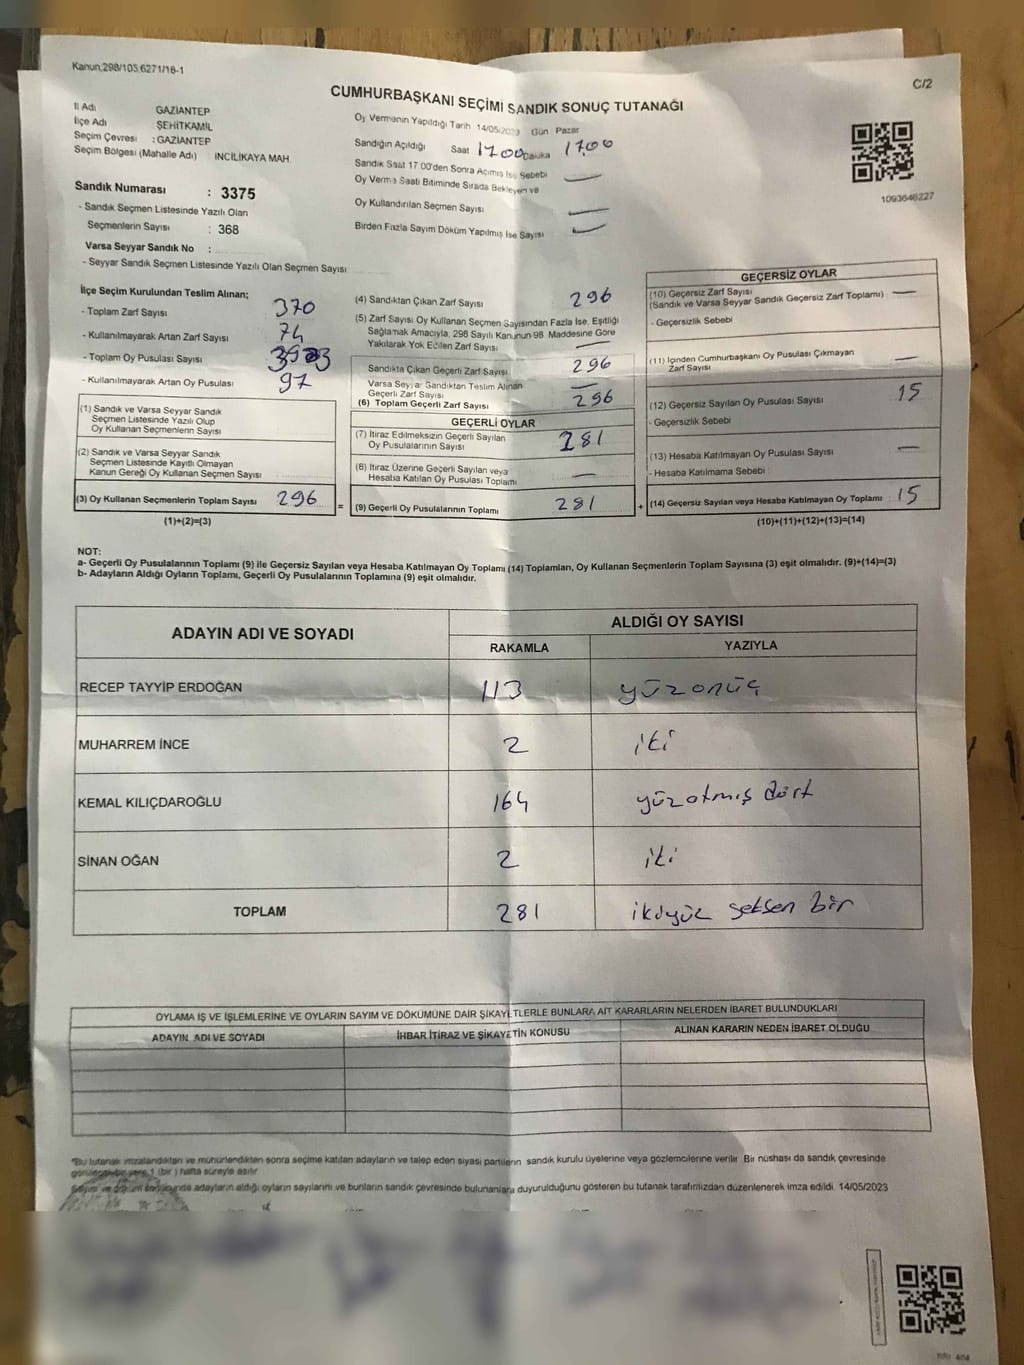 Kanun;298/103,6271/18-1
C/2
CUMHURBAŞKANI SEÇİMİ SANDIK SONUÇ TUTANAĞI
İl Adı GAZİANTEP
İlçe Adı ŞEHİTKAMİL
Seçim Çevresi : GAZİANTEP
Seçim Bölgesi (Mahalle Adı) İNCİLİKAYA MAH.
Sandık Numarası : 3375
- Sandık Seçmen Listesinde Yazılı Olan
Seçmenlerin Sayısı : 368
Varsa Seyyar Sandık No :
- Seyyar Sandık Seçmen Listesinde Yazılı Olan Seçmen Sayısı
Oy Vermenin Yapıldığı Tarih 14/05/2023 Gün Pazar
Sandığın Açıldığı Saat 1700 Dakika 17,00
Sandık Saat 17.00'den Sonra Açılmış İse Sebebi
Oy Verme Saati Bitiminde Sırada Bekleyen ve
Oy Kullandırılan Seçmen Sayısı
Birden Fazla Sayım Döküm Yapılmış İse Sayısı
1093646227
İlçe Seçim Kurulundan Teslim Alınan;
- Toplam Zarf Sayısı 370
- Kullanılmayarak Artan Zarf Sayısı 74
- Toplam Oy Pusulası Sayısı
- Kullanılmayarak Artan Oy Pusulası 97
(1) Sandık ve Varsa Seyyar Sandık
Seçmen Listesinde Yazılı Olup
Oy Kullanan Seçmenlerin Sayısı
(2) Sandık ve Varsa Seyyar Sandık
Seçmen Listesinde Kayıtlı Olmayan
Kanun Gereği Oy Kullanan Seçmen Sayısı
(3) Oy Kullanan Seçmenlerin Toplam Sayısı 296
(1)+(2)=(3)
=
(4) Sandıktan Çıkan Zarf Sayısı 296
(5) Zarf Sayısı Oy Kullanan Seçmen Sayısından Fazla İse, Eşitliği
Sağlamak Amacıyla, 298 Sayılı Kanunun 98. Maddesine Göre
Yakılarak Yok Edilen Zarf Sayısı
Sandıkta Çıkan Geçerli Zarf Sayısı 296
Varsa Seyyar Sandıktan Teslim Alınan
Geçerli Zarf Sayısı
(6) Toplam Geçerli Zarf Sayısı 296
GEÇERLİ OYLAR
(7) İtiraz Edilmeksizin Geçerli Sayılan
Oy Pusulalarının Sayısı 281
(8) İtiraz Üzerine Geçerli Sayılan veya
Hesaba Katılan Oy Pusulası Toplamı
(9) Geçerli Oy Pusulalarının Toplamı 281
+
GEÇERSİZ OYLAR
(10) Geçersiz Zarf Sayısı
(Sandık ve Varsa Seyyar Sandık Geçersiz Zarf Toplamı)
- Geçersizlik Sebebi
(11) İçinden Cumhurbaşkanı Oy Pusulası Çıkmayan
Zarf Sayısı
(12) Geçersiz Sayılan Oy Pusulası Sayısı 15
- Geçersizlik Sebebi
(13) Hesaba Katılmayan Oy Pusulası Sayısı
- Hesaba Katılmama Sebebi
(14) Geçersiz Sayılan veya Hesaba Katılmayan Oy Toplamı 15
(10)+(11)+(12)+(13)=(14)
NOT:
a- Geçerli Oy Pusulalarının Toplamı (9) ile Geçersiz Sayılan veya Hesaba Katılmayan Oy Toplamı (14) Toplamları, Oy Kullanan Seçmenlerin Toplam Sayısına (3) eşit olmalıdır. (9)+(14)=(3)
b- Adayların Aldığı Oyların Toplamı, Geçerli Oy Pusulalarının Toplamına (9) eşit olmalıdır.
ADAYIN ADI VE SOYADI ALDIĞI OY SAYISI
RAKAMLA YAZIYLA
RECEP TAYYİP ERDOĞAN 113 yüzonüç
MUHARREM İNCE 2 iki
KEMAL KILIÇDAROĞLU 164 yüzatmış dört
SİNAN OĞAN 2 iki
TOPLAM 281 ikiyüz seksen bir
OYLAMA İŞ VE İŞLEMLERİNE VE OYLARIN SAYIM VE DÖKÜMÜNE DAİR ŞİKAYETLERLE BUNLARA AİT KARARLARIN NELERDEN İBARET BULUNDUKLARI
ADAYIN ADI VE SOYADI İHBAR İTİRAZ VE ŞİKAYETİN KONUSU ALINAN KARARIN NEDEN İBARET OLDUĞU
*Bu tutanak imzalandıktan ve mühürlendikten sonra seçime katılan adayların ve talep eden siyasi partilerin sandık kurulu üyelerine veya gözlemcilerine verilir. Bir nüshası da sandık çevresinde
görülen bir yere 1 (bir ) hafta süreyle asılır.
Sayım ve döküm adayların aldığı oyların sayılarını ve bunların sandık çevresinde bulunanlara duyurulduğunu gösteren bu tutanak tarafımızdan düzenlenerek imza edildi. 14/05/2023